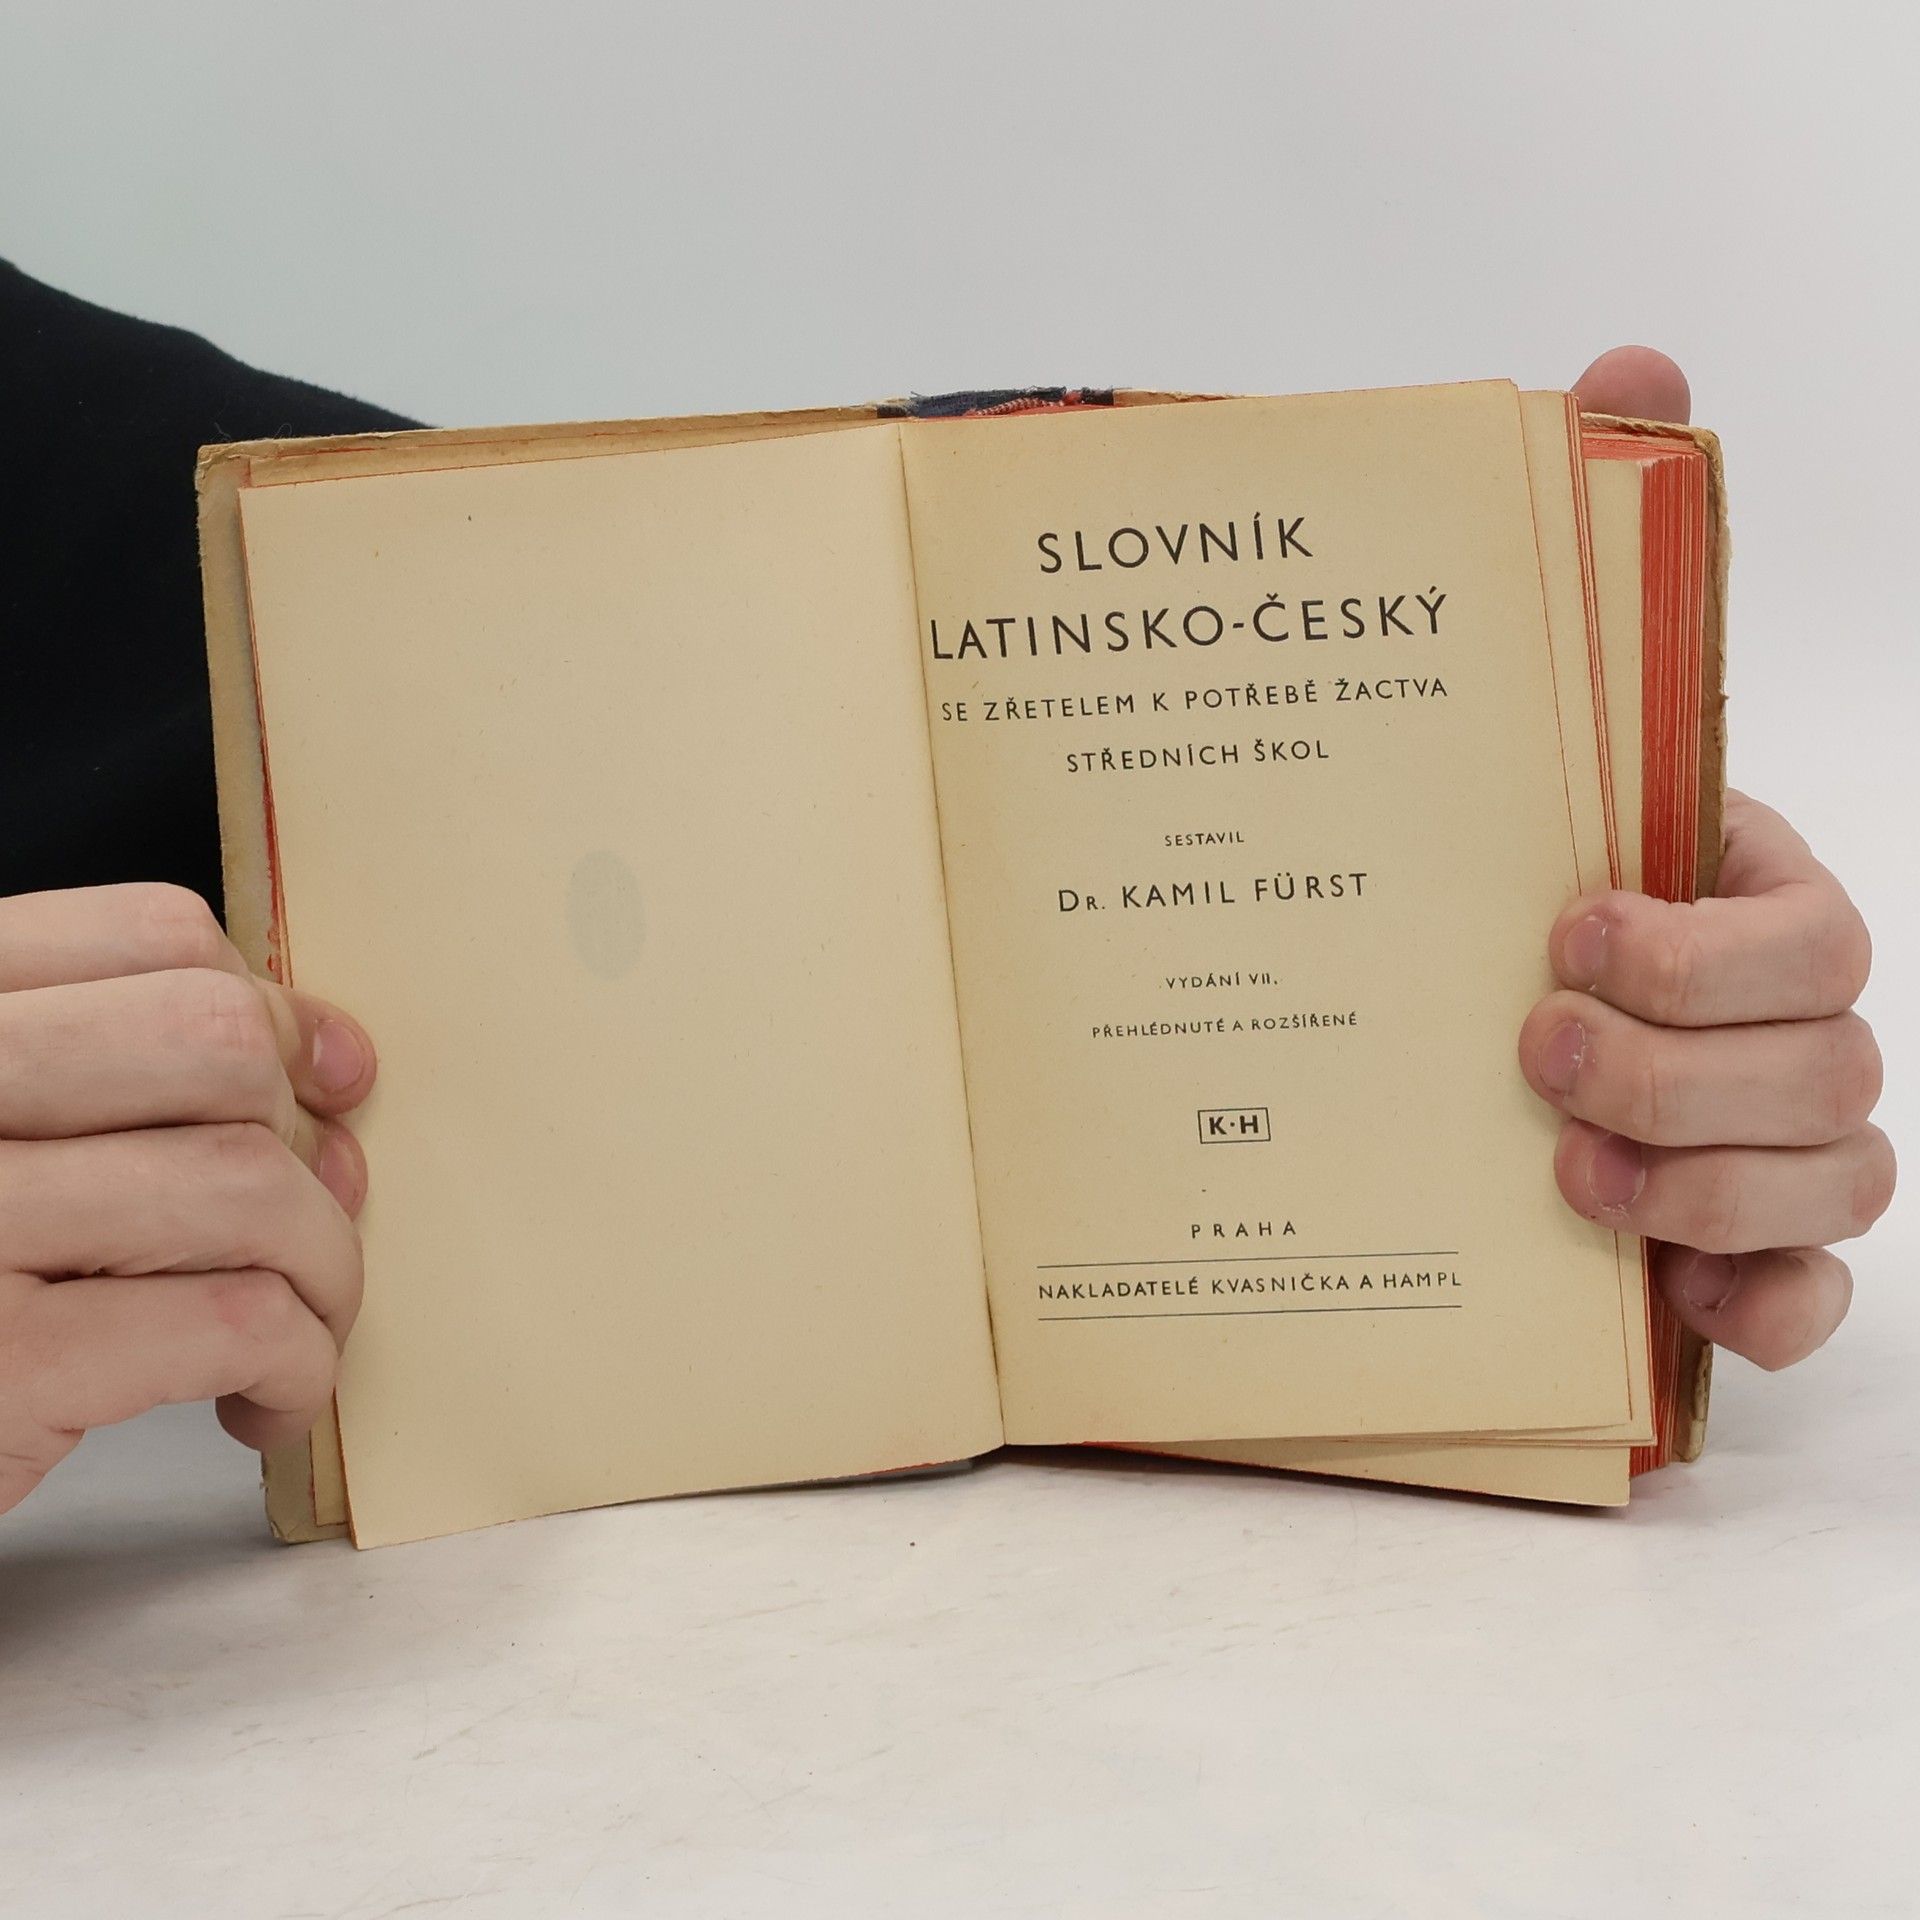 SLOVNÍK
LATINSKO-ČESKÝ
SE ZŘETELEM K POTŘEBĚ ŽACTVA
STŘEDNÍCH ŠKOL
SESTAVIL
DR. KAMIL FÜRST
VYDÁNÍ VII.
PŘEHLÉDNUTÉ A ROZŠÍŘENÉ
K·H
PRAHA
NAKLADATELÉ KVASNIČKA A HAMPL